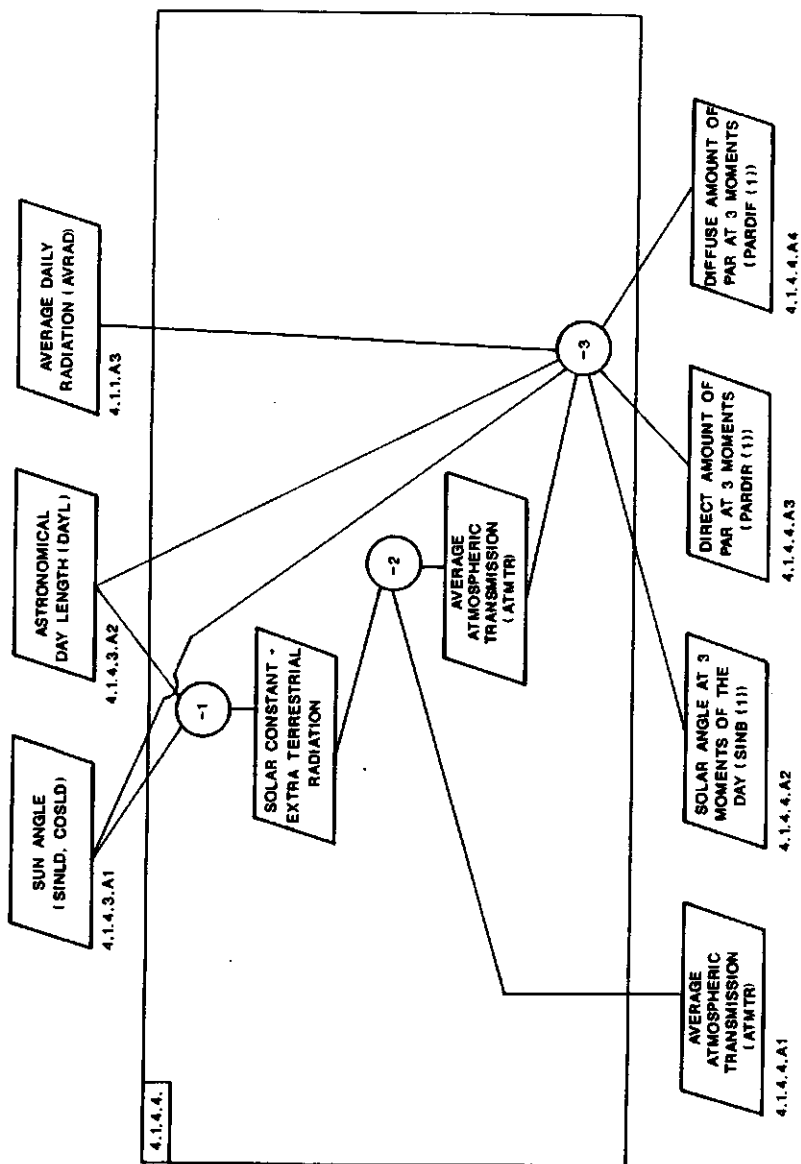 4.1.4.4.
SUN ANGLE
(SINLD, COSLD)
4.1.4.3.A1
ASTRONOMICAL
DAY LENGTH (DAYL)
4.1.4.3.A2
AVERAGE DAILY
RADIATION (AVRAD)
4.1.1.A3
-1
SOLAR CONSTANT -
EXTRA TERRESTRIAL
RADIATION
-2
AVERAGE
ATMOSPHERIC
TRANSMISSION
(ATMTR)
-3
AVERAGE
ATMOSPHERIC
TRANSMISSION
(ATMTR)
4.1.4.4.A1
SOLAR ANGLE AT 3
MOMENTS OF THE
DAY (SINB (1))
4.1.4.4.A2
DIRECT AMOUNT OF
PAR AT 3 MOMENTS
(PARDIR (1))
4.1.4.4.A3
DIFFUSE AMOUNT OF
PAR AT 3 MOMENTS
(PARDIF (1))
4.1.4.4.A4